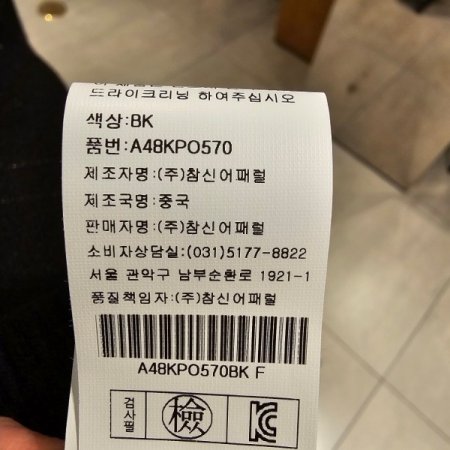 드라이크리닝 하여주십시오
색상:BK
품번:A48KPO570
제조자명:(주)참신어패럴
제조국명:중국
판매자명:(주)참신어패럴
소비자상담실:(031)5177-8822
서울 관악구 남부순환로 1921-1
품질책임자:(주)참신어패럴
A48KPO570BK F
검사필 檢 KC